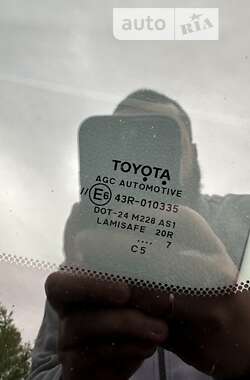 auto RIA
TOYOTA
AGC AUTOMOTIVE
//E6 43R-010335
DOT-24 M228 AS1
LAMISAFE 20R
.... 7
C5